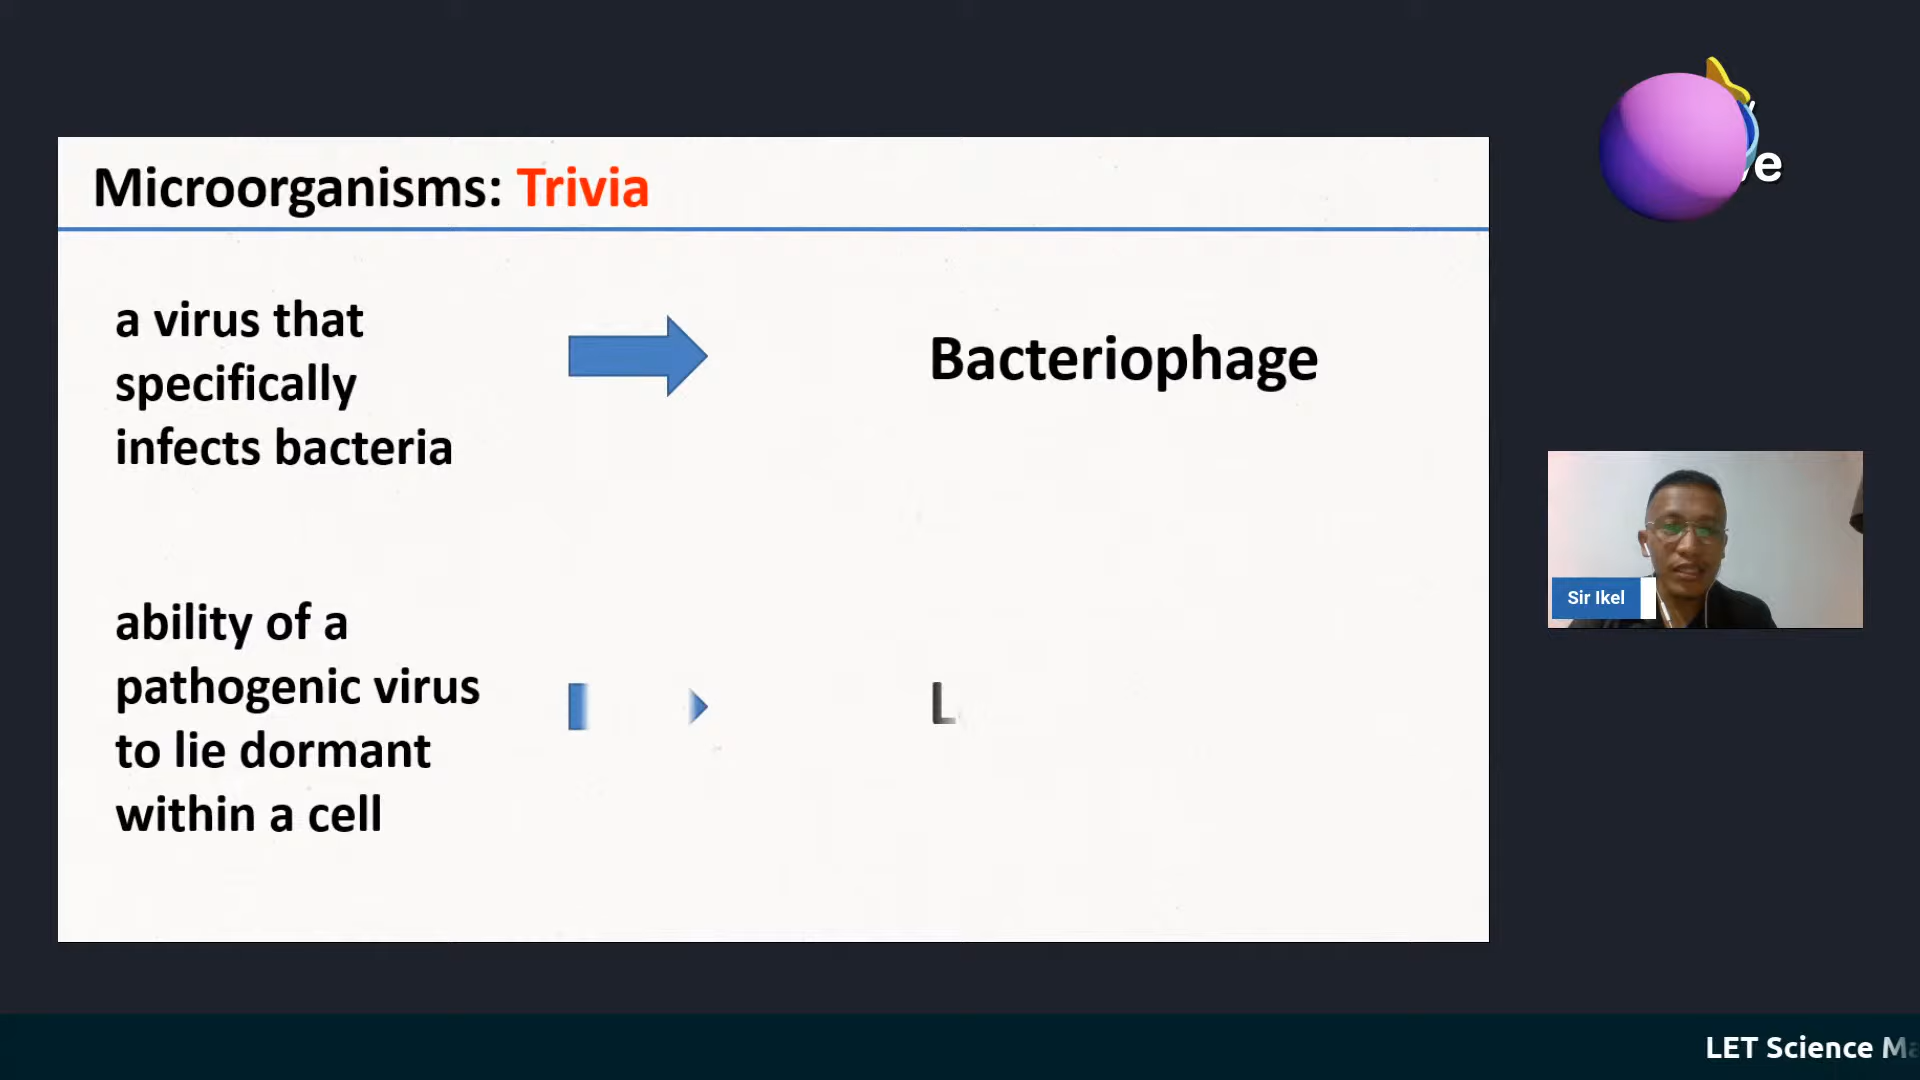 Microorganisms: Trivia
a virus that
specifically
infects bacteria
Bacteriophage
ability of a
pathogenic virus
to lie dormant
within a cell
L
Sir Ikel
LET Science